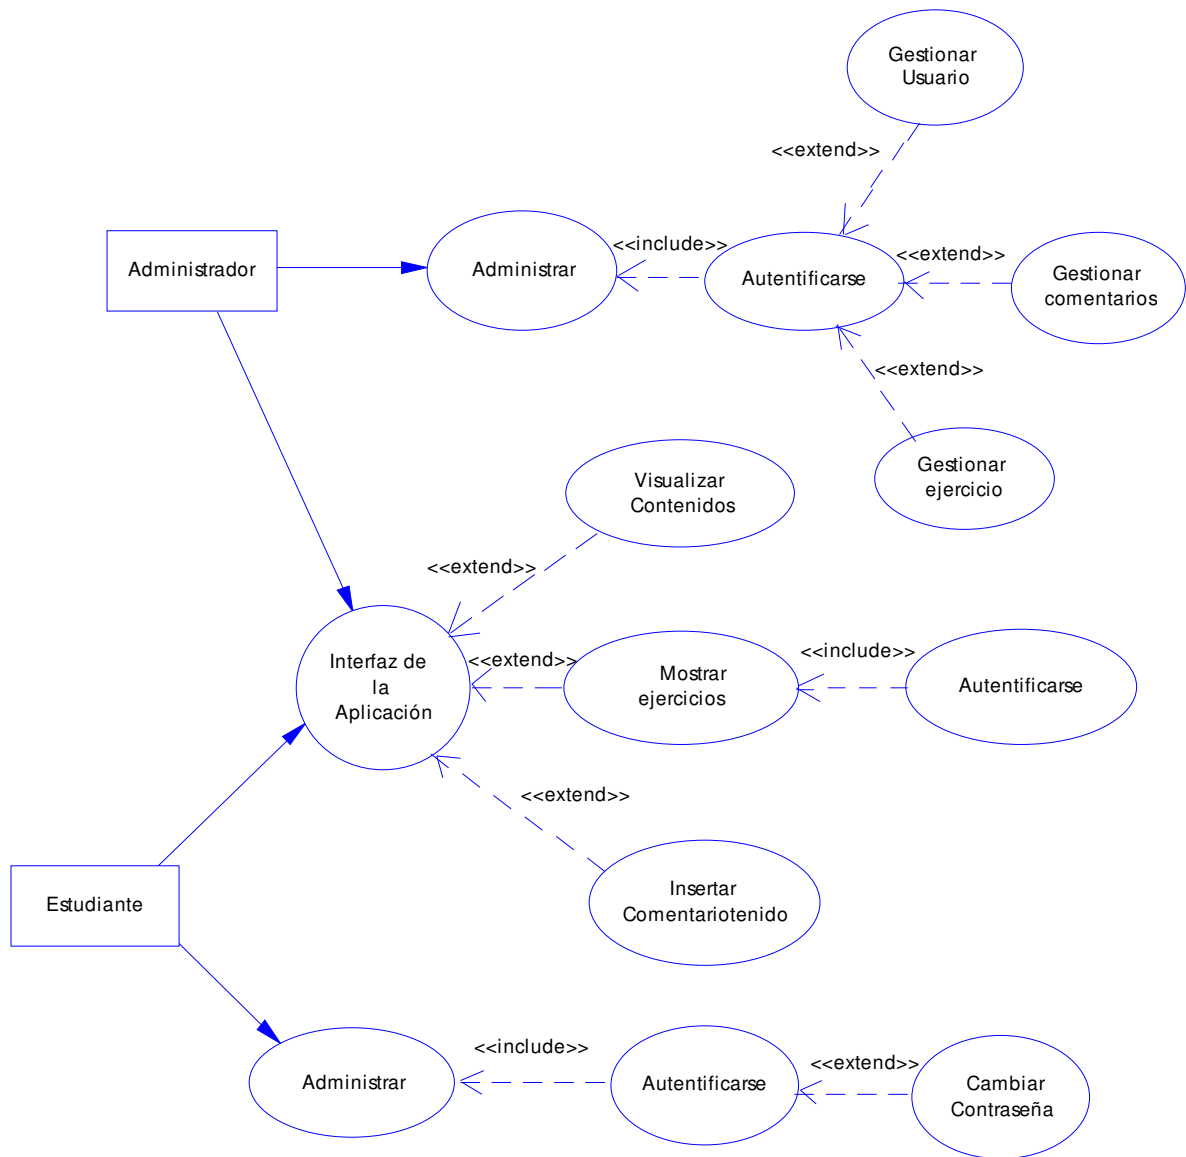 Gestionar
Usuario
<<extend>>
Administrador
Administrar
<<include>>
Autentificarse
<<extend>>
Gestionar
comentarios
<<extend>>
Gestionar
ejercicio
Visualizar
Contenidos
<<extend>>
Interfaz de
la
Aplicación
<<extend>>
Mostrar
ejercicios
<<include>>
Autentificarse
<<extend>>
Insertar
Comentariotenido
Estudiante
Administrar
<<include>>
Autentificarse
<<extend>>
Cambiar
Contraseña